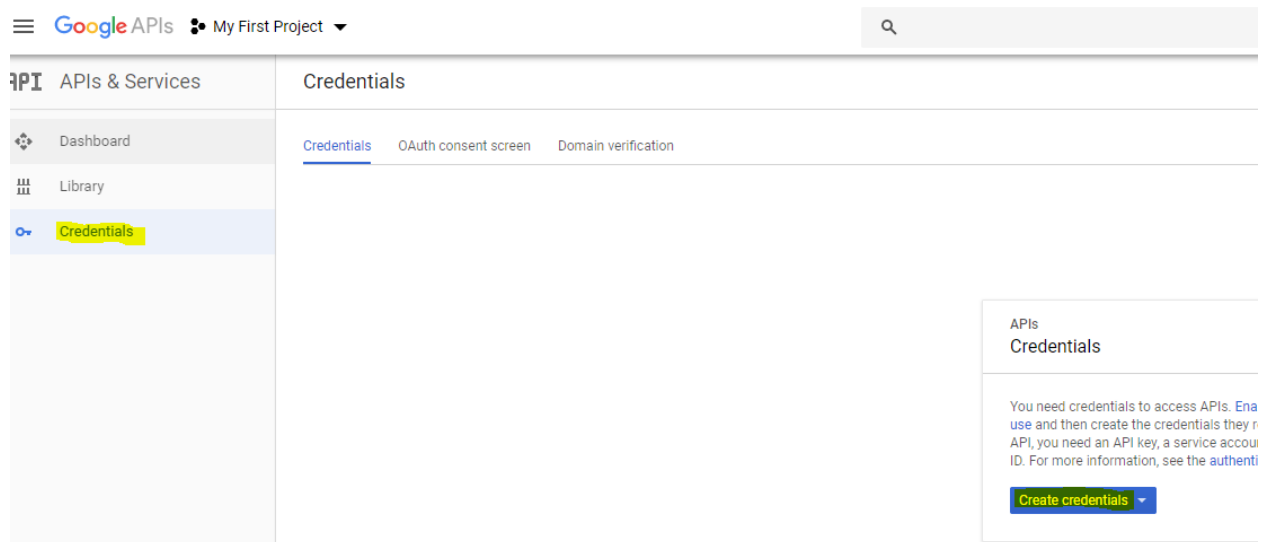 Google APIs My First Project
API APIs & Services
Credentials
Dashboard
Library
Credentials
Credentials OAuth consent screen Domain verification
APIs
Credentials
You need credentials to access APIs.
use and then create the credentials they
API, you need an API key, a service
ID. For more information, see the
Create credentials